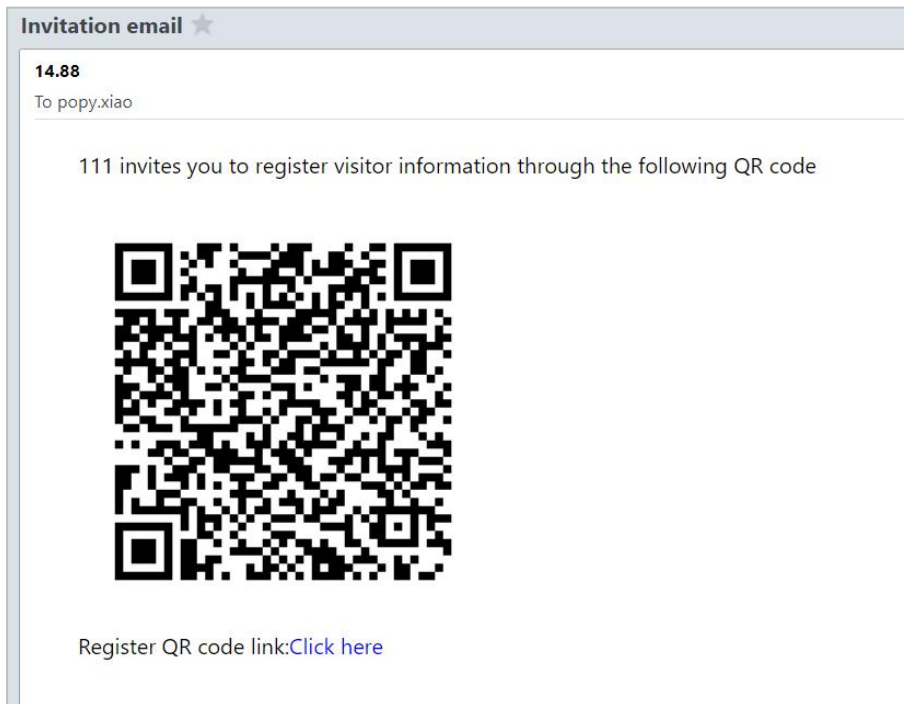 Invitation email
14.88
To popy.xiao
111 invites you to register visitor information through the following QR code
Register QR code link:Click here